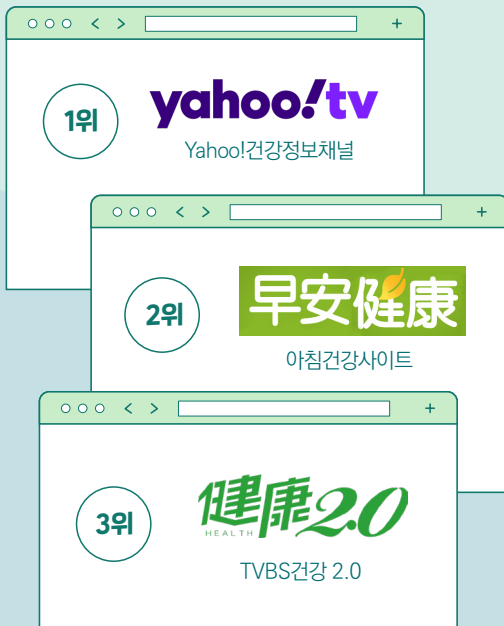 1위
yahoo!tv
Yahoo!건강정보채널
2위
早安健康
아침건강사이트
3위
健康2.0
HEALTH
TVBS건강 2.0